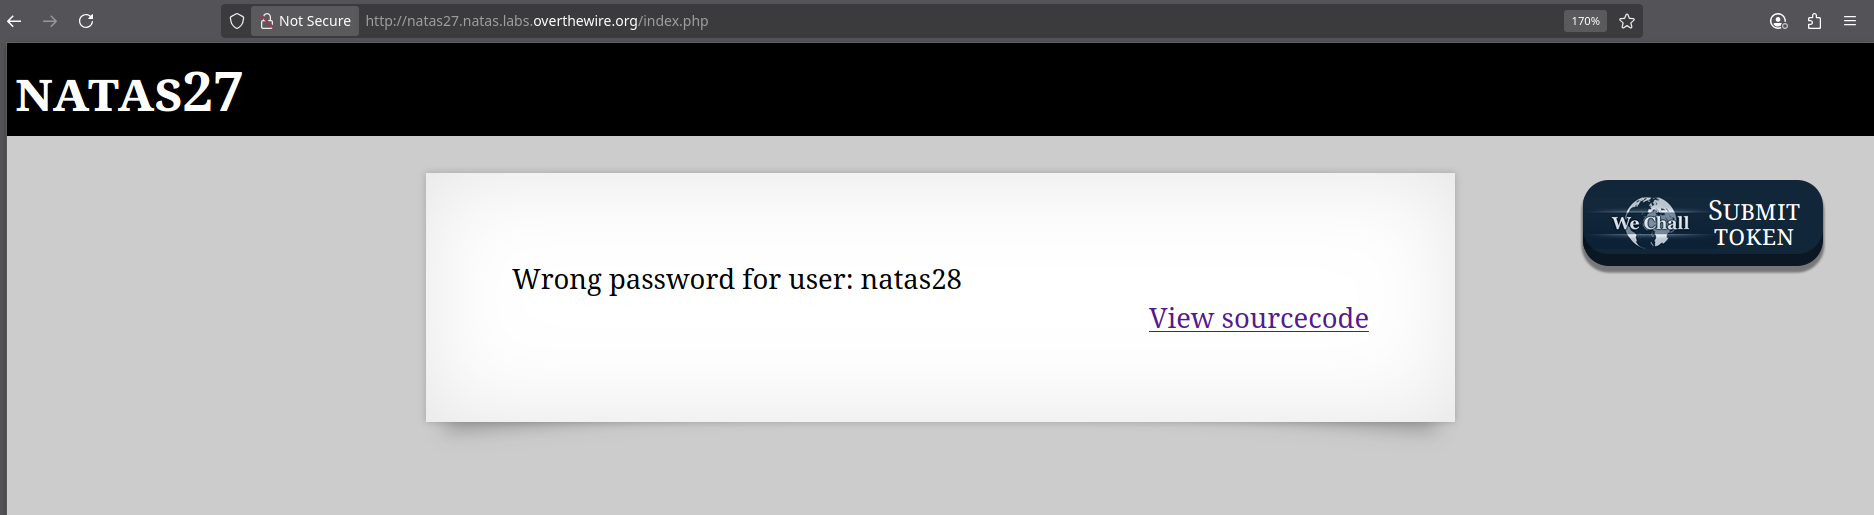 Not Secure http://natas27.natas.labs.overthewire.org/index.php 170%
NATAS27
We Chall SUBMIT TOKEN
Wrong password for user: natas28
View sourcecode